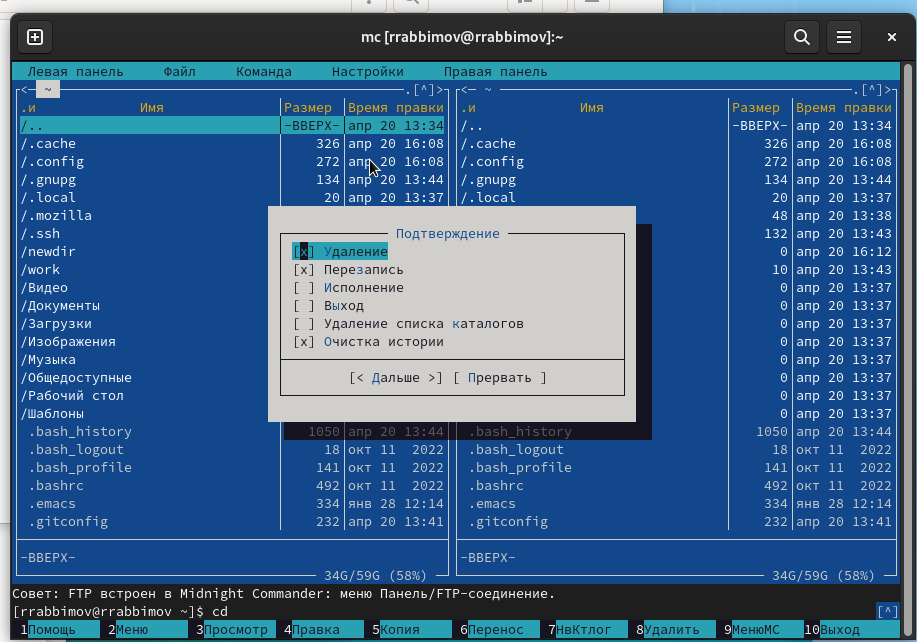 mc [rrabbimov@rrabbimov]:~
Левая панель Файл Команда Настройки Правая панель
<- ~ .[^]> <- ~ .[^]>
.и Имя Размер Время правки .и Имя Размер Время правки
/.. -ВВЕРХ- апр 20 13:34 /.. -ВВЕРХ- апр 20 13:34
/.cache 326 апр 20 16:08 /.cache 326 апр 20 16:08
/.config 272 апр 20 16:08 /.config 272 апр 20 16:08
/.gnupg 134 апр 20 13:44 /.gnupg 134 апр 20 13:44
/.local 20 апр 20 13:37 /.local 20 апр 20 13:37
/.mozilla 48 апр 20 13:38
/.ssh 132 апр 20 13:43
/newdir 0 апр 20 16:12
/work 10 апр 20 13:43
/Видео 0 апр 20 13:37
/Документы 0 апр 20 13:37
/Загрузки 0 апр 20 13:37
/Изображения 0 апр 20 13:37
/Музыка 0 апр 20 13:37
/Общедоступные 0 апр 20 13:37
/Рабочий стол 0 апр 20 13:37
/Шаблоны 0 апр 20 13:37
Подтверждение
[x] Удаление
[x] Перезапись
[ ] Исполнение
[ ] Выход
[ ] Удаление списка каталогов
[x] Очистка истории
[< Дальше >] [ Прервать ]
.bash_history 1050 апр 20 13:44 .bash_history 1050 апр 20 13:44
.bash_logout 18 окт 11 2022 .bash_logout 18 окт 11 2022
.bash_profile 141 окт 11 2022 .bash_profile 141 окт 11 2022
.bashrc 492 окт 11 2022 .bashrc 492 окт 11 2022
.emacs 334 янв 28 12:14 .emacs 334 янв 28 12:14
.gitconfig 232 апр 20 13:41 .gitconfig 232 апр 20 13:41
-ВВЕРХ- -ВВЕРХ-
34G/59G (58%) 34G/59G (58%)
Совет: FTP встроен в Midnight Commander: меню Панель/FTP-соединение.
[rrabbimov@rrabbimov ~]$ cd [^]
1Помощь 2Меню 3Просмотр 4Правка 5Копия 6Перенос 7НвКтлог 8Удалить 9МенюMC 10Выход